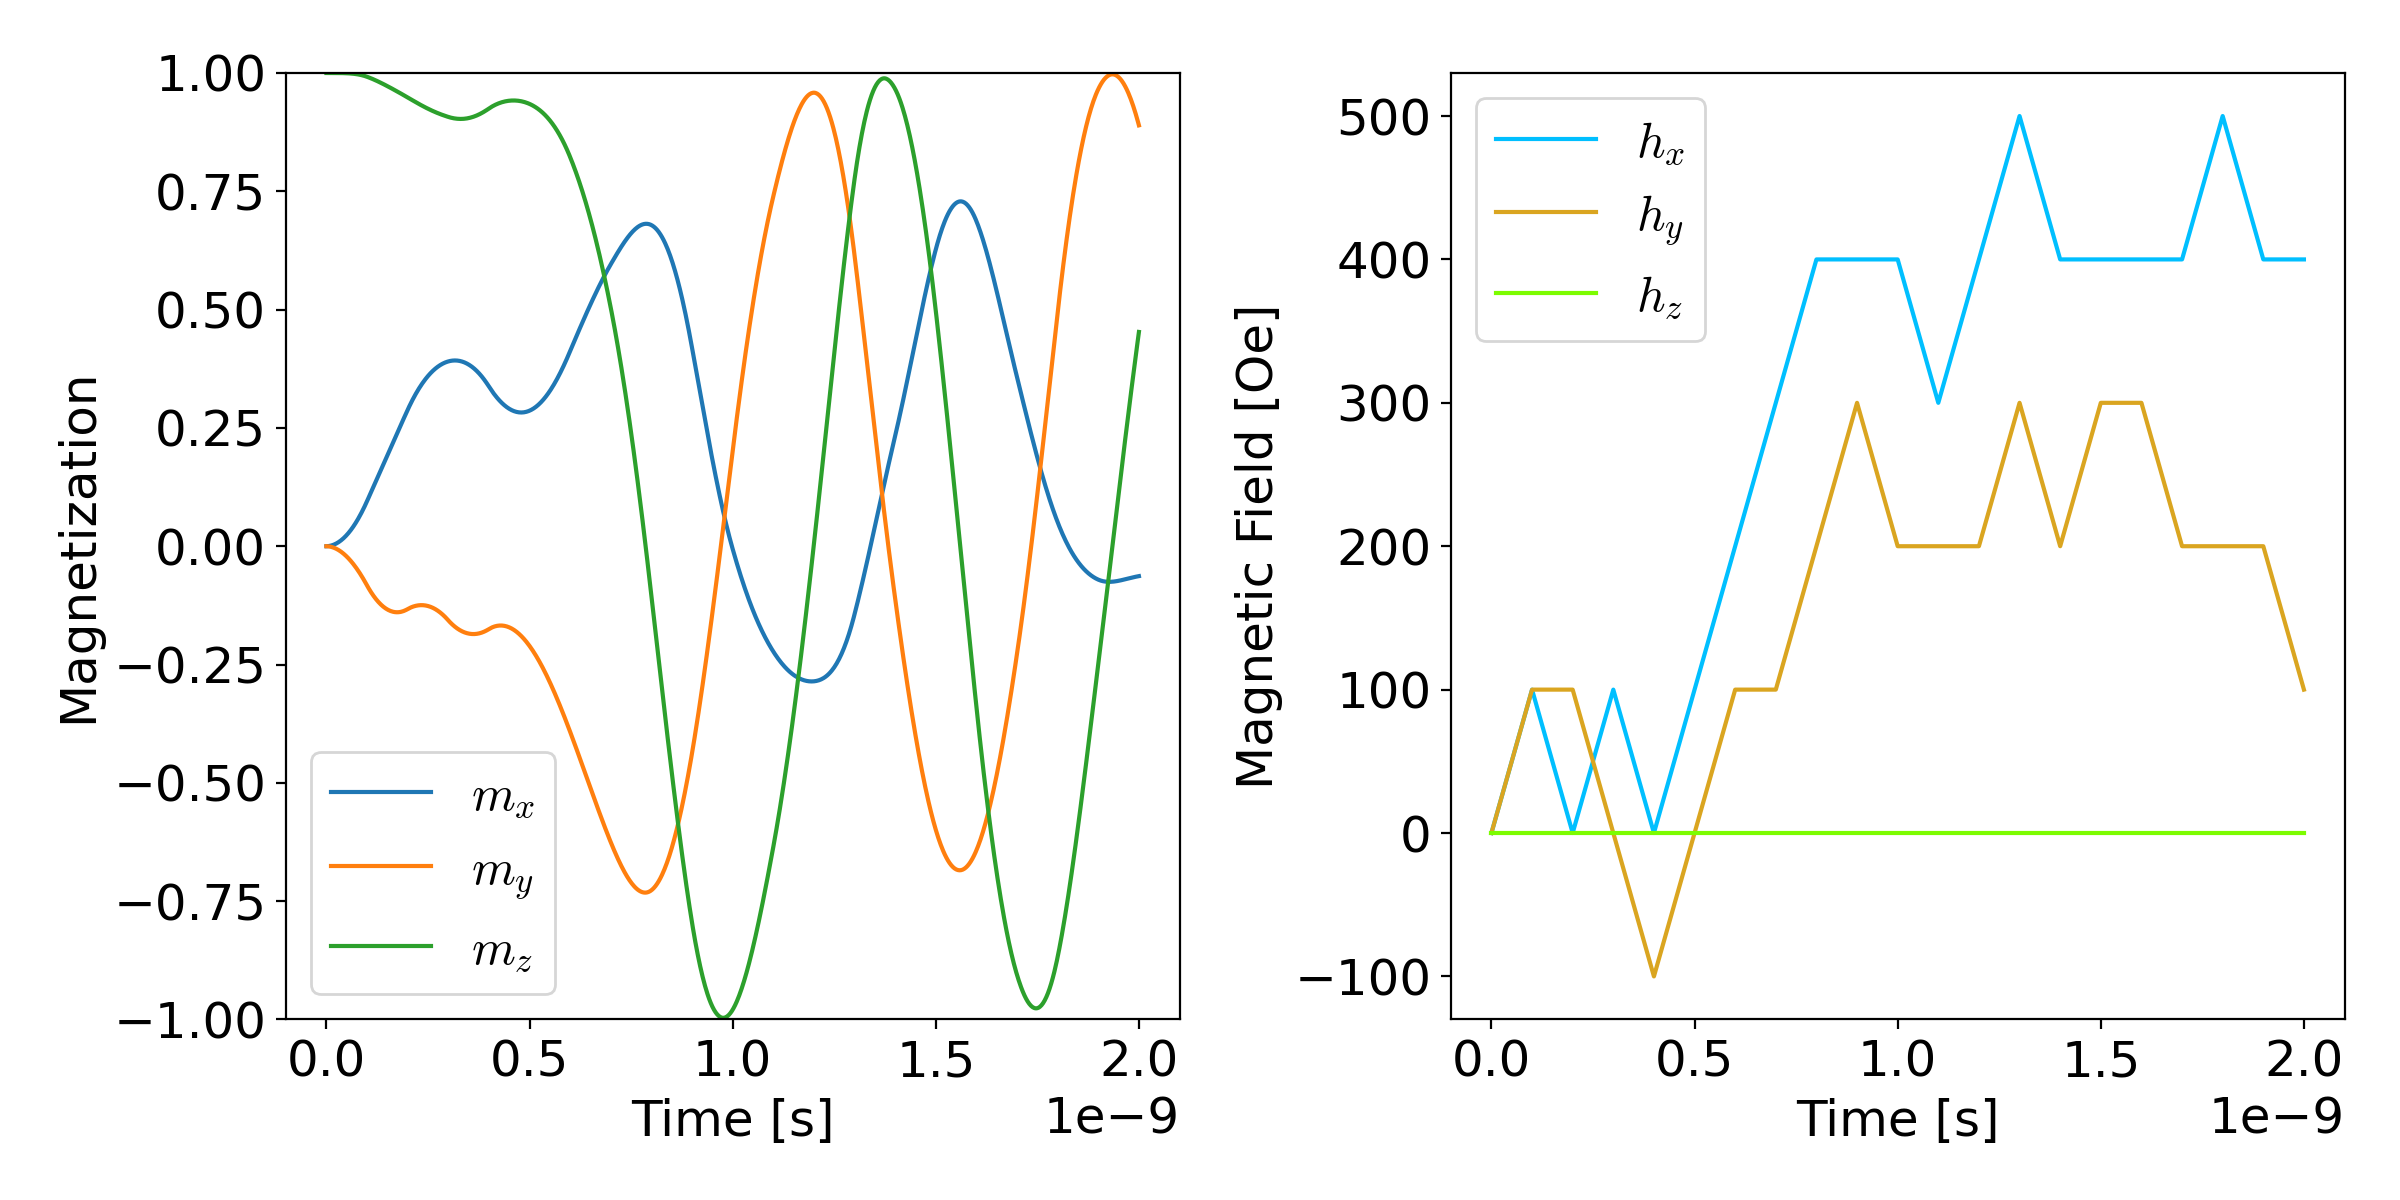 1.00
0.75
0.50
0.25
0.00
−0.25
−0.50
−0.75
−1.00
Magnetization
m_x
m_y
m_z
0.0 0.5 1.0 1.5 2.0
Time [s]
1e−9
500
400
300
200
100
0
−100
Magnetic Field [Oe]
h_x
h_y
h_z
0.0 0.5 1.0 1.5 2.0
Time [s]
1e−9